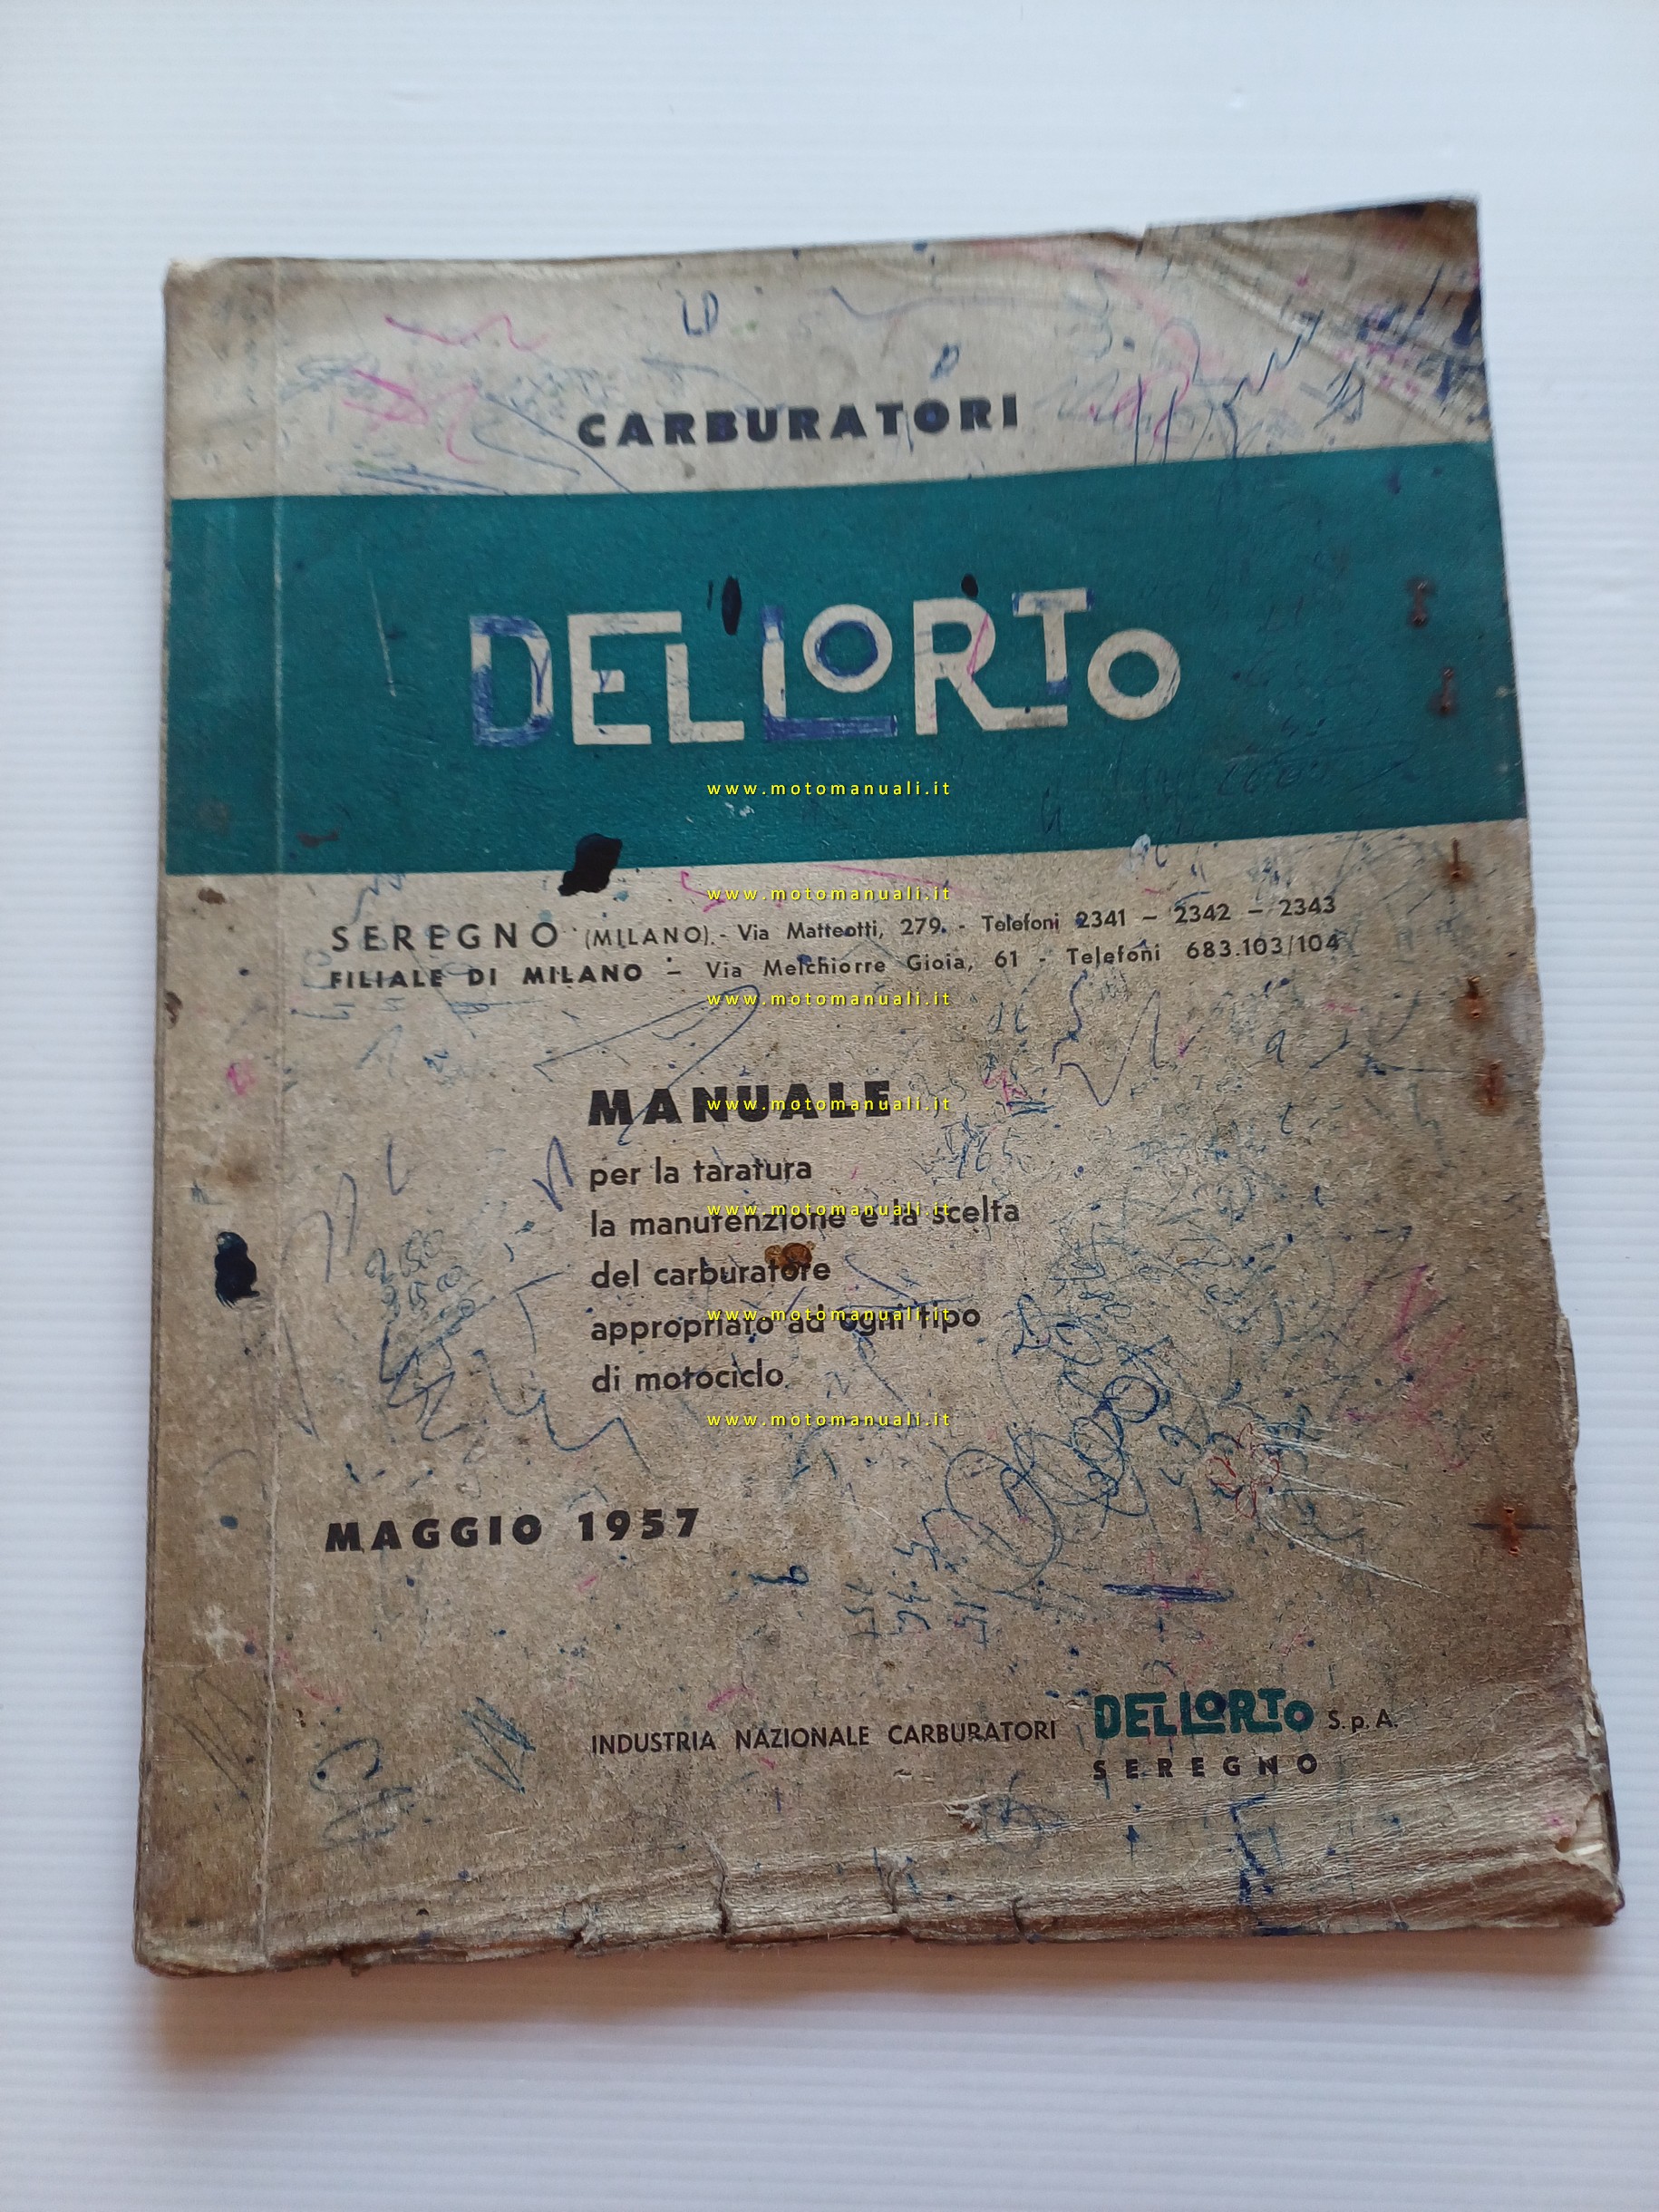 CARBURATORI
DELLORTO
www.motomanuali.it
www.motomanuali.it
SEREGNO (MILANO) - Via Matteotti, 279 - Telefoni 2341 – 2342 – 2343
FILIALE DI MILANO – Via Melchiorre Gioia, 61 - Telefoni 683.103/104
www.motomanuali.it
MANUALE
www.motomanuali.it
per la taratura
la manutenzione e la scelta
www.motomanuali.it
del carburatore
appropriato ad ogni tipo
www.motomanuali.it
di motociclo
www.motomanuali.it
MAGGIO 1957
INDUSTRIA NAZIONALE CARBURATORI DELLORTO S.p.A.
SEREGNO